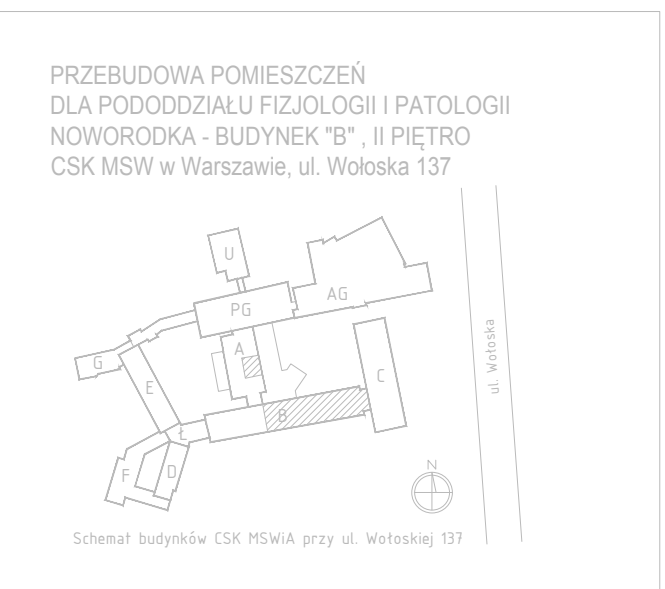 PRZEBUDOWA POMIESZCZEŃ
DLA PODODDZIAŁU FIZJOLOGII I PATOLOGII
NOWORODKA - BUDYNEK "B" , II PIĘTRO
CSK MSW w Warszawie, ul. Wołoska 137
U
AG
PG
A
G
E
C
ul. Wołoska
B
Ł
F
D
N
Schemat budynków CSK MSWiA przy ul. Wołoskiej 137